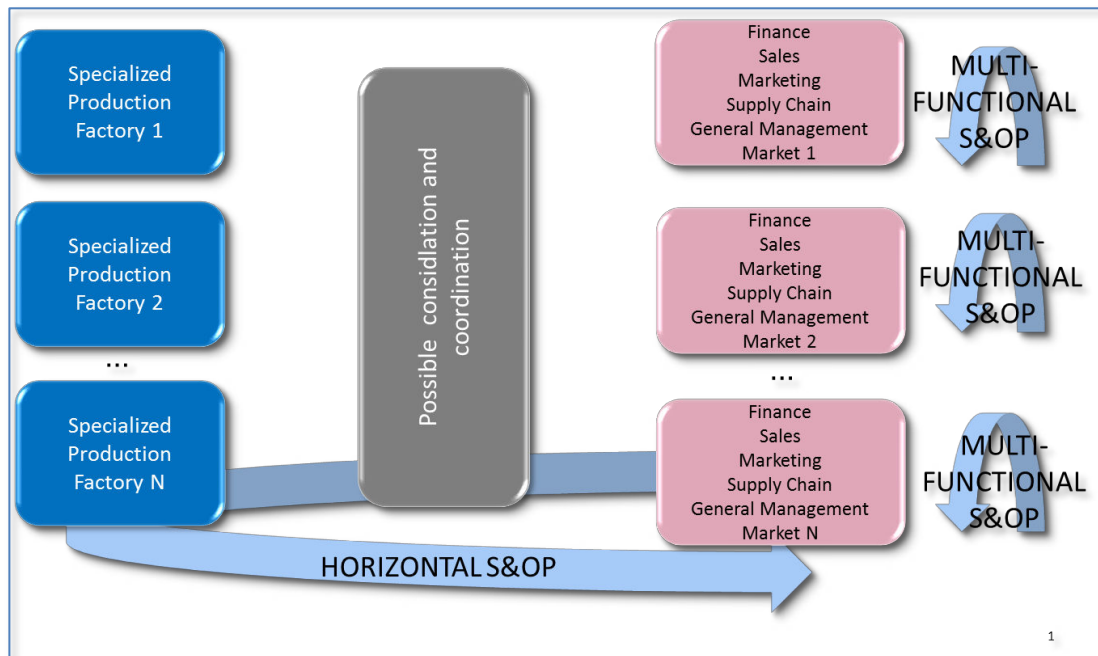 Specialized
Production
Factory 1
Specialized
Production
Factory 2
...
Specialized
Production
Factory N
Possible considlation and
coordination
Finance
Sales
Marketing
Supply Chain
General Management
Market 1
Finance
Sales
Marketing
Supply Chain
General Management
Market 2
...
Finance
Sales
Marketing
Supply Chain
General Management
Market N
MULTI-
FUNCTIONAL
S&OP
MULTI-
FUNCTIONAL
S&OP
MULTI-
FUNCTIONAL
S&OP
HORIZONTAL S&OP
1